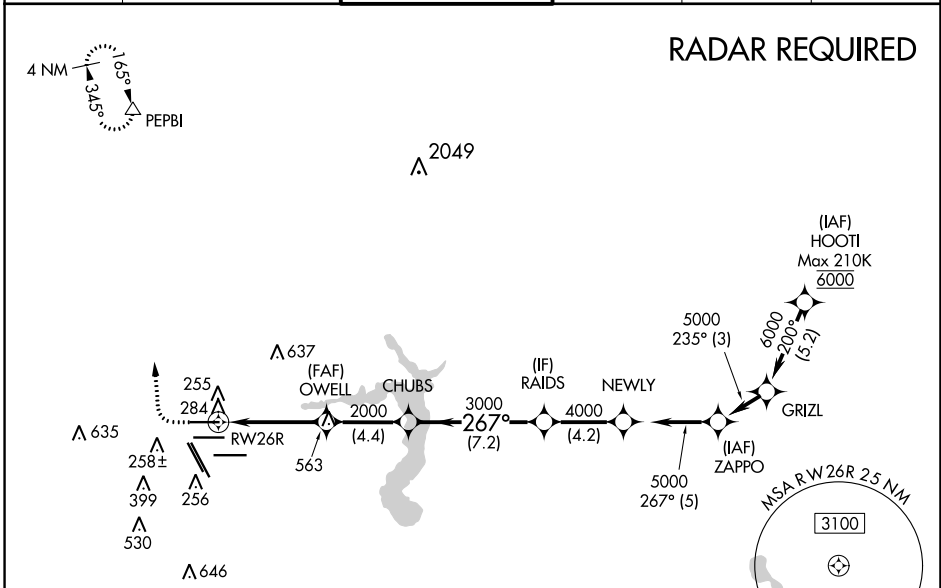 RADAR REQUIRED
4 NM
165°
345°
PEPBI
2049
(IAF)
HOOTI
Max 210K
6000
6000
200°
(5.2)
5000
235° (3)
GRIZL
637
(FAF)
OWELL
CHUBS
(IF)
RAIDS
NEWLY
255
284
2000
(4.4)
3000
267°
(7.2)
4000
(4.2)
RW26R
563
(IAF)
ZAPPO
5000
267° (5)
635
258±
399
256
530
646
MSA RW26R 25 NM
3100